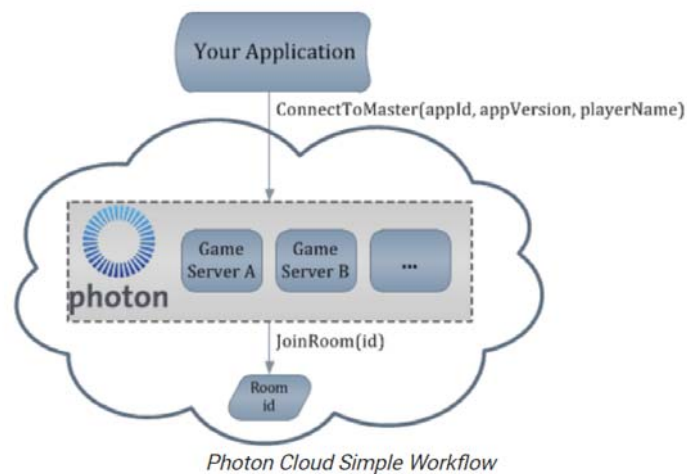 Your Application
ConnectToMaster(appId, appVersion, playerName)
photon
Game
Server A
Game
Server B
...
JoinRoom(id)
Room
id
Photon Cloud Simple Workflow